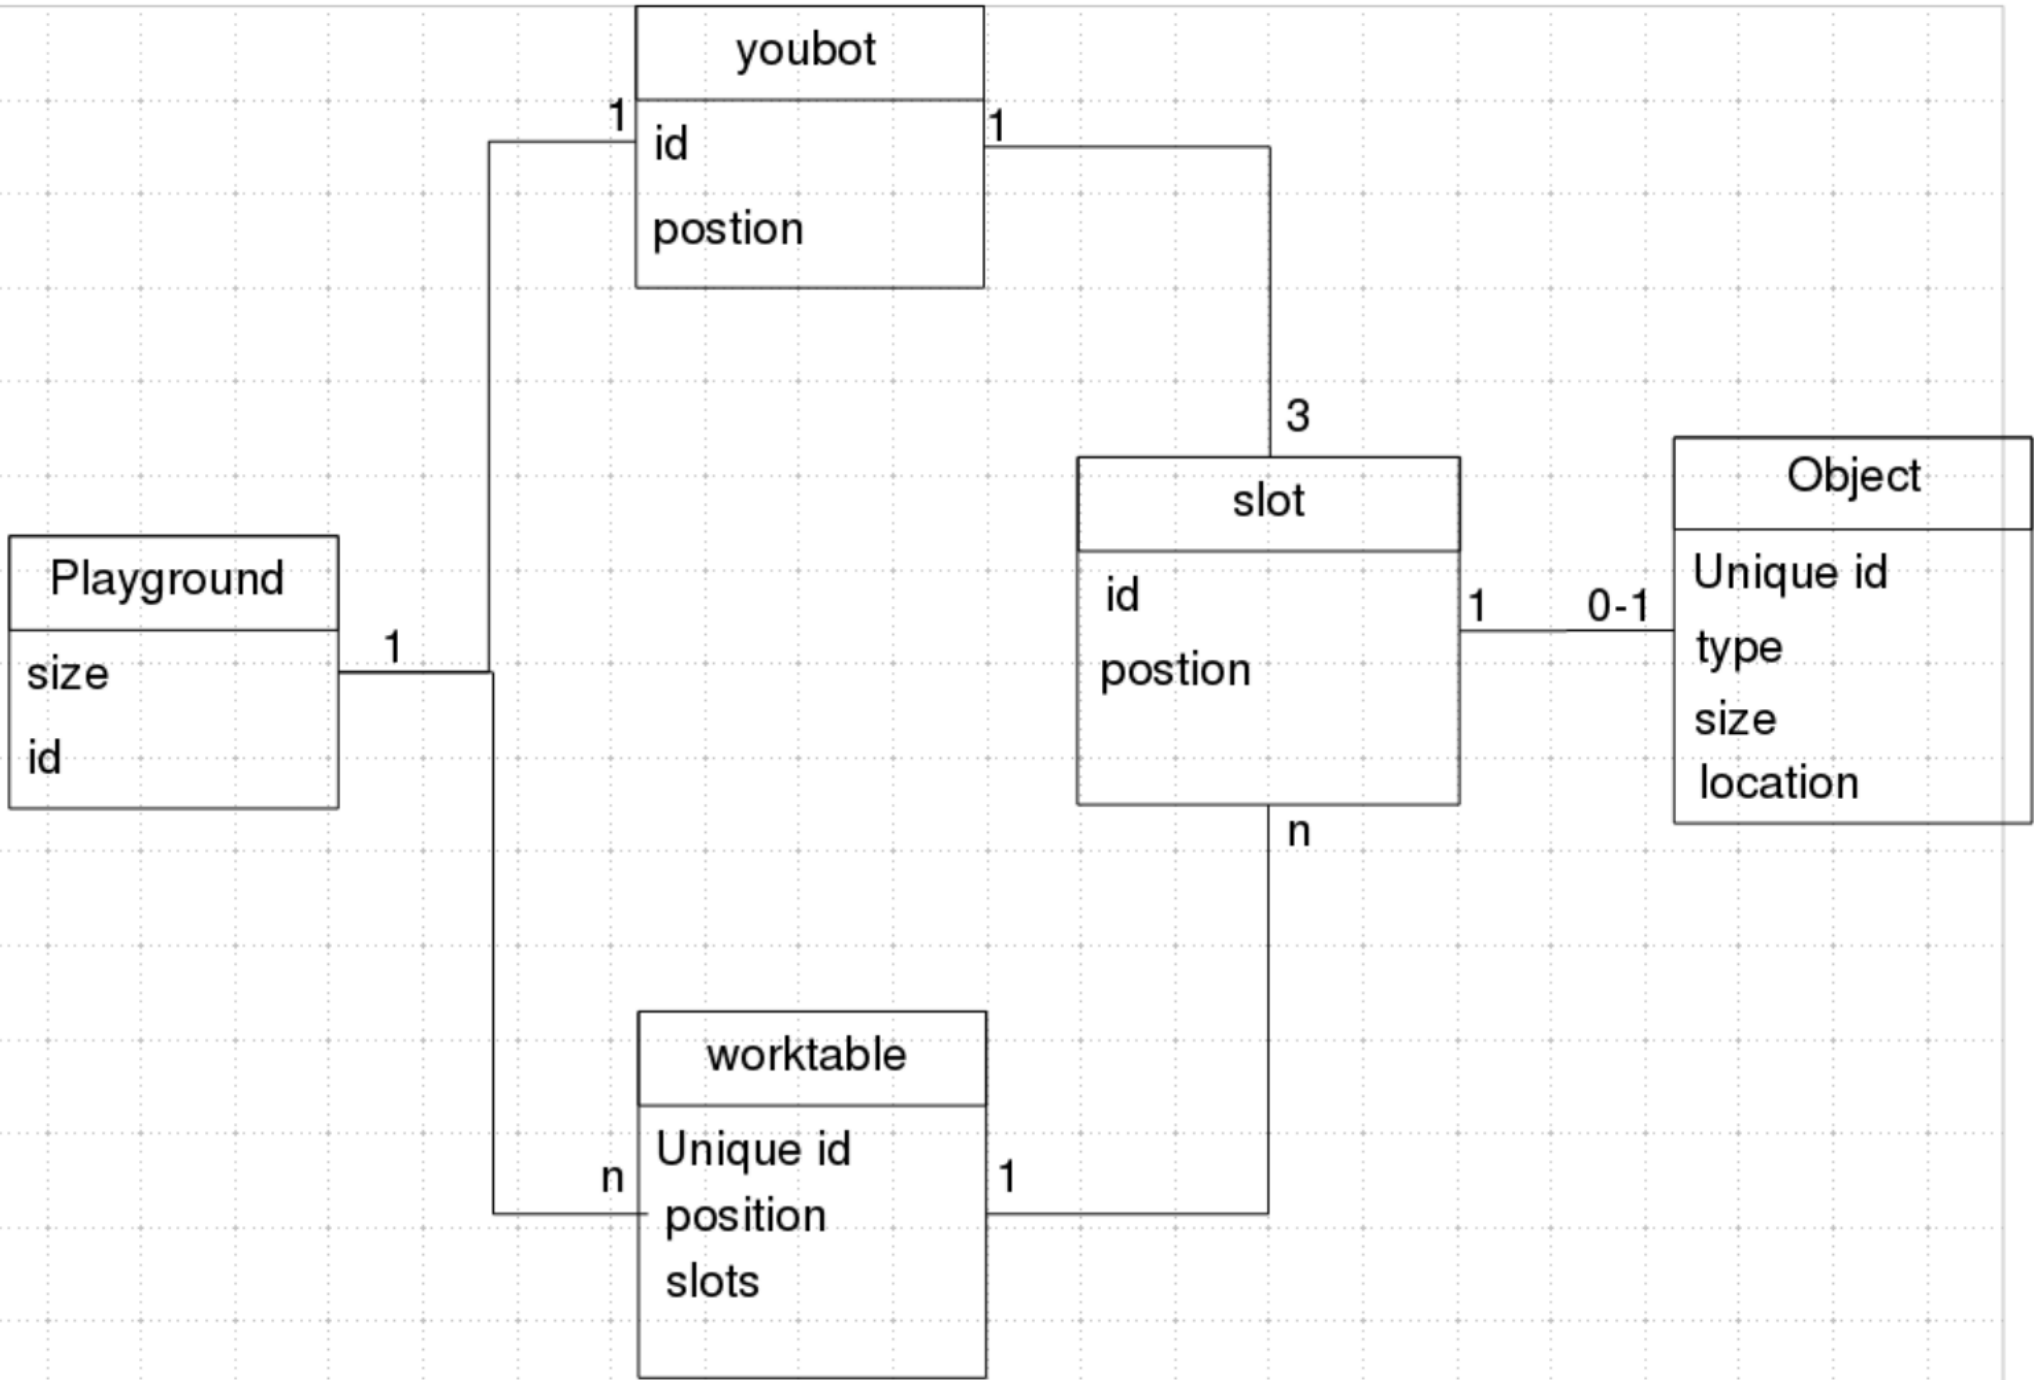 youbot
1
1
id
postion
3
slot
Object
Playground
id
Unique id
1
1
0-1
type
size
postion
size
id
location
n
worktable
Unique id
n
1
position
slots